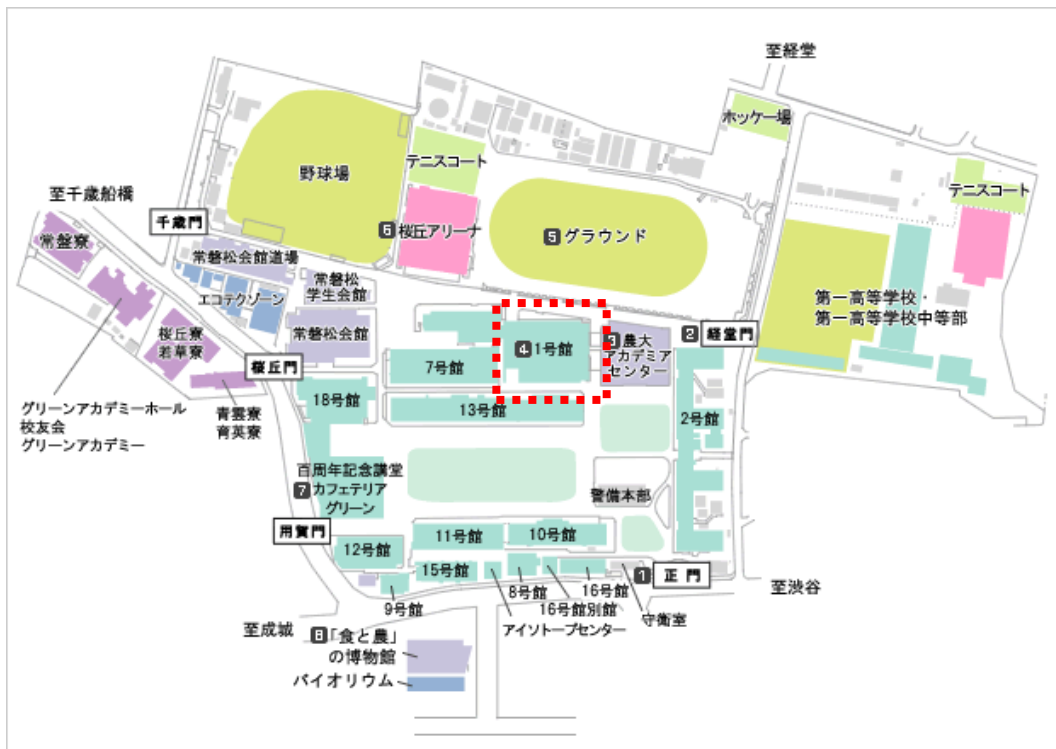 至経堂
ホッケー場
テニスコート
野球場
テニスコート
至千歳船橋
千歳門
6 桜丘アリーナ
5 グラウンド
常盤寮
常磐松会館道場
常磐松
学生会館
エコテクゾーン
第一高等学校・
第一高等学校中等部
常磐松会館
4 1号館
3 農大
アカデミア
センター
2 経堂門
桜丘寮
若草寮
桜丘門
7号館
18号館
13号館
2号館
グリーンアカデミーホール
校友会
グリーンアカデミー
青雲寮
育英寮
百周年記念講堂
7 カフェテリア
グリーン
警備本部
用賀門
12号館
11号館
10号館
15号館
9号館
8号館
16号館
16号館別館
アイソトープセンター
守衛室
1 正門
至渋谷
至成城
8 「食と農」
の博物館
バイオリウム